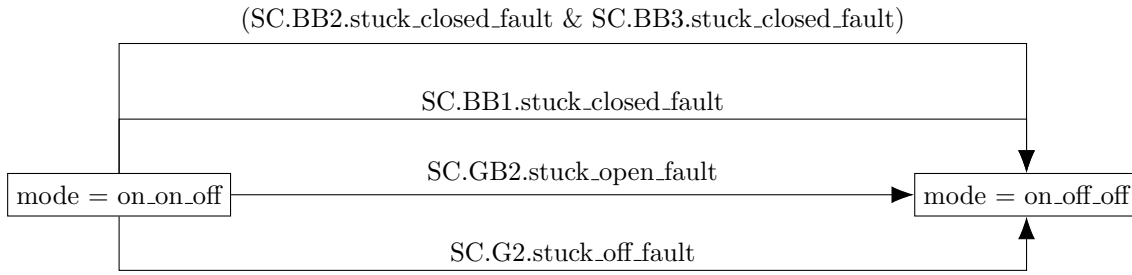 (SC.BB2.stuck_closed_fault & SC.BB3.stuck_closed_fault)
SC.BB1.stuck_closed_fault
SC.GB2.stuck_open_fault
mode = on_on_off
mode = on_off_off
SC.G2.stuck_off_fault